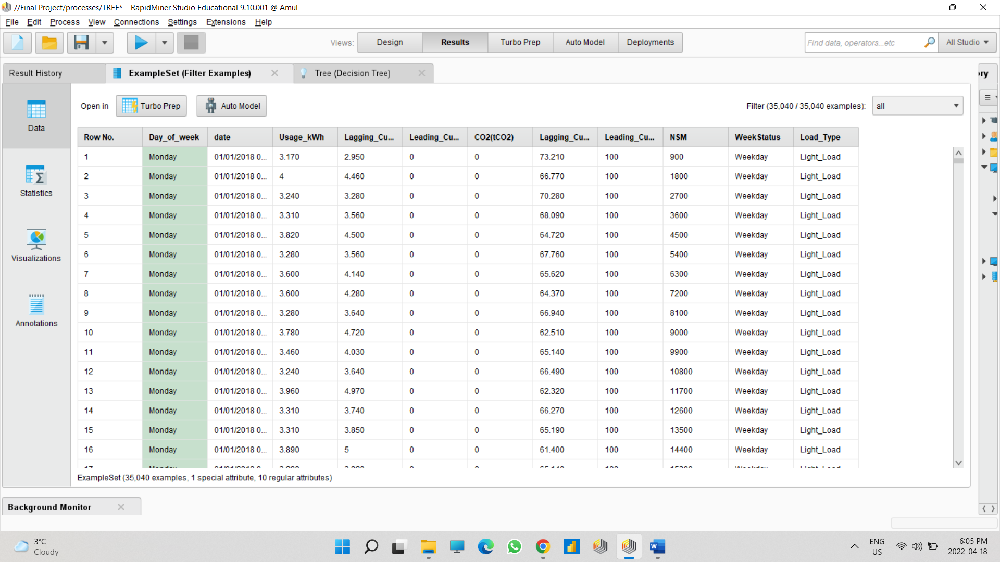 //Final Project/processes/TREE* – RapidMiner Studio Educational 9.10.001 @ Amul
File Edit Process View Connections Settings Extensions Help
Views: Design Results Turbo Prep Auto Model Deployments Find data, operators...etc All Studio
Result History ExampleSet (Filter Examples) Tree (Decision Tree) ory
Open in Turbo Prep Auto Model Filter (35,040 / 35,040 examples): all
Data
Statistics
Visualizations
Annotations
Row No. Day_of_week date Usage_kWh Lagging_Cu... Leading_Cu... CO2(tCO2) Lagging_Cu... Leading_Cu... NSM WeekStatus Load_Type
1 Monday 01/01/2018 0... 3.170 2.950 0 0 73.210 100 900 Weekday Light_Load
2 Monday 01/01/2018 0... 4 4.460 0 0 66.770 100 1800 Weekday Light_Load
3 Monday 01/01/2018 0... 3.240 3.280 0 0 70.280 100 2700 Weekday Light_Load
4 Monday 01/01/2018 0... 3.310 3.560 0 0 68.090 100 3600 Weekday Light_Load
5 Monday 01/01/2018 0... 3.820 4.500 0 0 64.720 100 4500 Weekday Light_Load
6 Monday 01/01/2018 0... 3.280 3.560 0 0 67.760 100 5400 Weekday Light_Load
7 Monday 01/01/2018 0... 3.600 4.140 0 0 65.620 100 6300 Weekday Light_Load
8 Monday 01/01/2018 0... 3.600 4.280 0 0 64.370 100 7200 Weekday Light_Load
9 Monday 01/01/2018 0... 3.280 3.640 0 0 66.940 100 8100 Weekday Light_Load
10 Monday 01/01/2018 0... 3.780 4.720 0 0 62.510 100 9000 Weekday Light_Load
11 Monday 01/01/2018 0... 3.460 4.030 0 0 65.140 100 9900 Weekday Light_Load
12 Monday 01/01/2018 0... 3.240 3.640 0 0 66.490 100 10800 Weekday Light_Load
13 Monday 01/01/2018 0... 3.960 4.970 0 0 62.320 100 11700 Weekday Light_Load
14 Monday 01/01/2018 0... 3.310 3.740 0 0 66.270 100 12600 Weekday Light_Load
15 Monday 01/01/2018 0... 3.310 3.850 0 0 65.190 100 13500 Weekday Light_Load
16 Monday 01/01/2018 0... 3.890 5 0 0 61.400 100 14400 Weekday Light_Load
ExampleSet (35,040 examples, 1 special attribute, 10 regular attributes)
Background Monitor
3°C
Cloudy
ENG
US
6:05 PM
2022-04-18